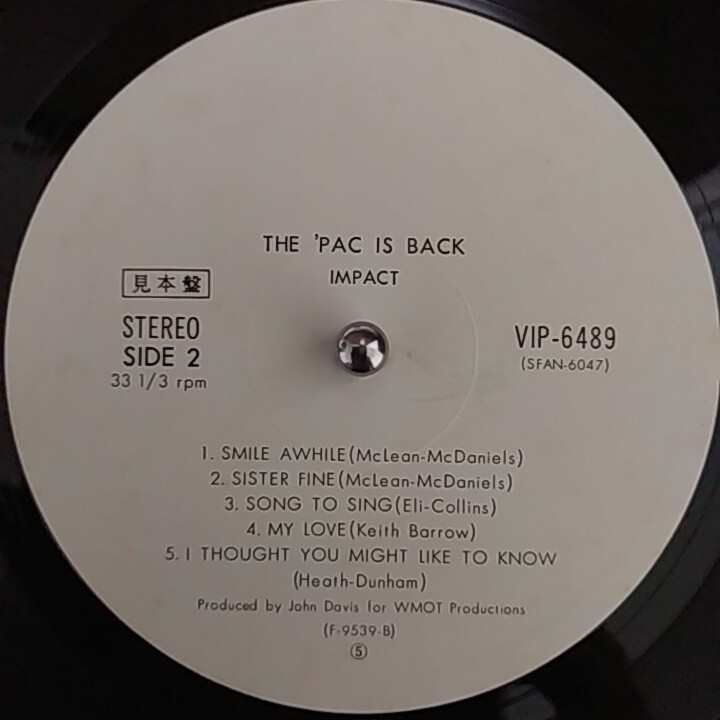 THE 'PAC IS BACK
IMPACT
見本盤
STEREO
SIDE 2
33 1/3 rpm
VIP-6489
(SFAN-6047)
1. SMILE AWHILE(McLean-McDaniels)
2. SISTER FINE(McLean-McDaniels)
3. SONG TO SING(Eli-Collins)
4. MY LOVE(Keith Barrow)
5. I THOUGHT YOU MIGHT LIKE TO KNOW
(Heath-Dunham)
Produced by John Davis for WMOT Productions
(F-9539-B)
⑤